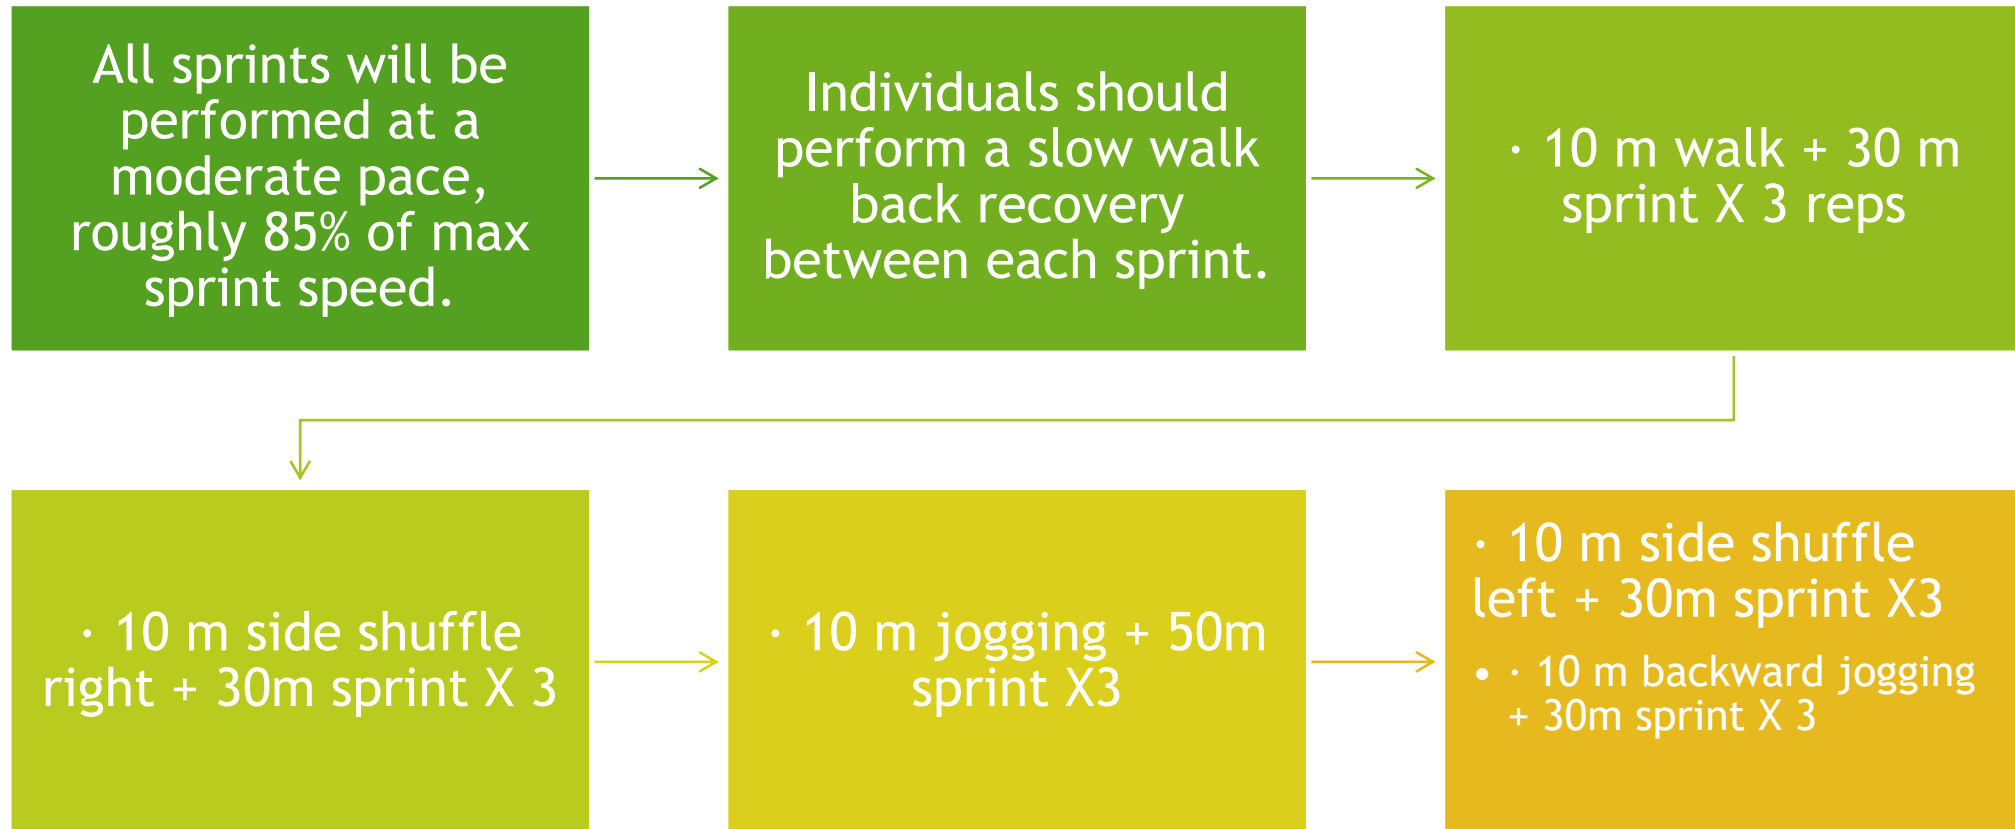 All sprints will be
performed at a
moderate pace,
roughly 85% of max
sprint speed.
Individuals should
perform a slow walk
back recovery
between each sprint.
· 10 m walk + 30 m
sprint X 3 reps
· 10 m side shuffle
right + 30m sprint X 3
· 10 m jogging + 50m
sprint X3
· 10 m side shuffle
left + 30m sprint X3
• · 10 m backward jogging
+ 30m sprint X 3